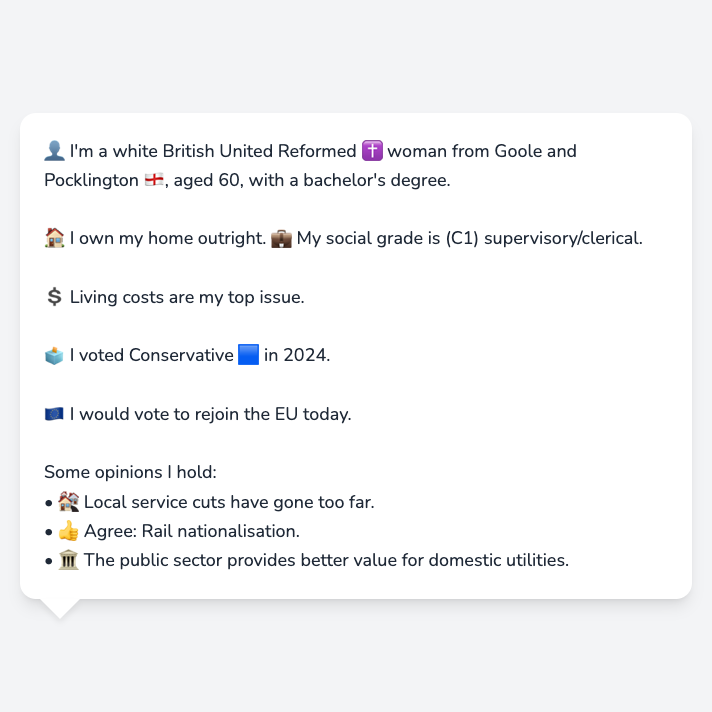 👤 I'm a white British United Reformed ✝️ woman from Goole and
Pocklington 🏴󠁧󠁢󠁥󠁮󠁧󠁿, aged 60, with a bachelor's degree.
🏠 I own my home outright. 💼 My social grade is (C1) supervisory/clerical.
💲 Living costs are my top issue.
🗳️ I voted Conservative 🟦 in 2024.
🇪🇺 I would vote to rejoin the EU today.
Some opinions I hold:
• 🏚️ Local service cuts have gone too far.
• 👍 Agree: Rail nationalisation.
• 🏛️ The public sector provides better value for domestic utilities.